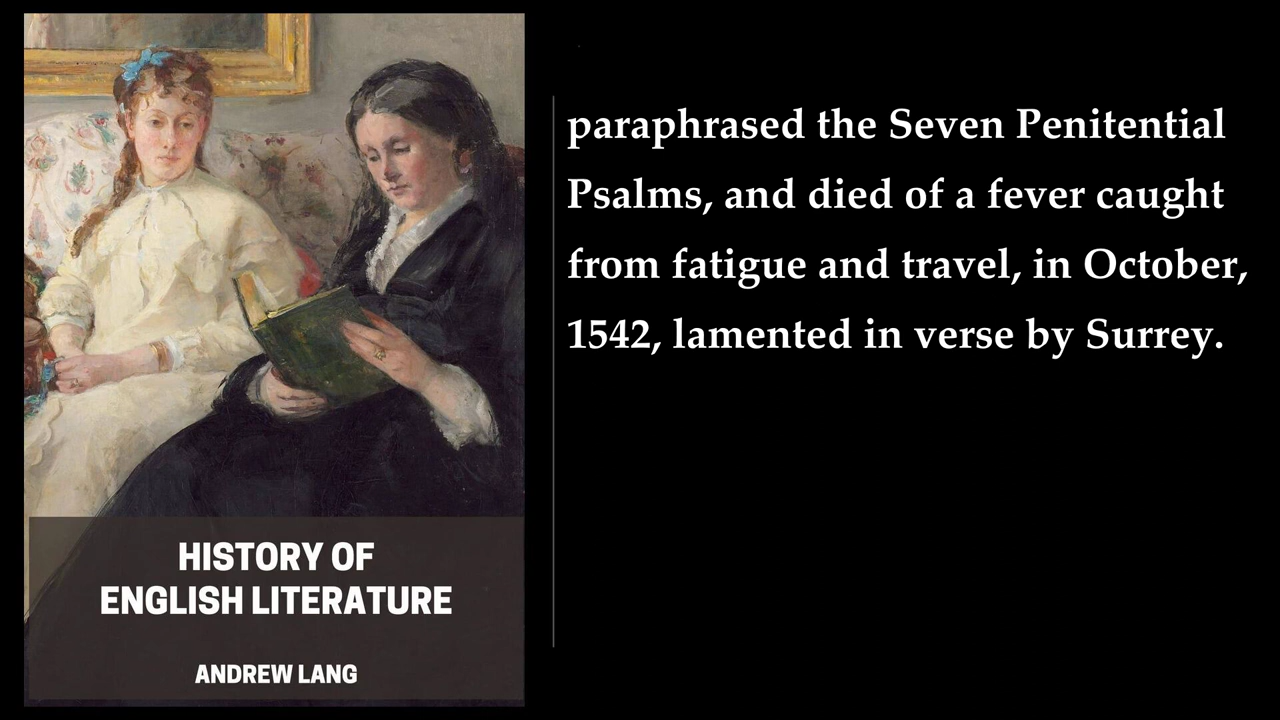 HISTORY OF
ENGLISH LITERATURE
ANDREW LANG
paraphrased the Seven Penitential
Psalms, and died of a fever caught
from fatigue and travel, in October,
1542, lamented in verse by Surrey.